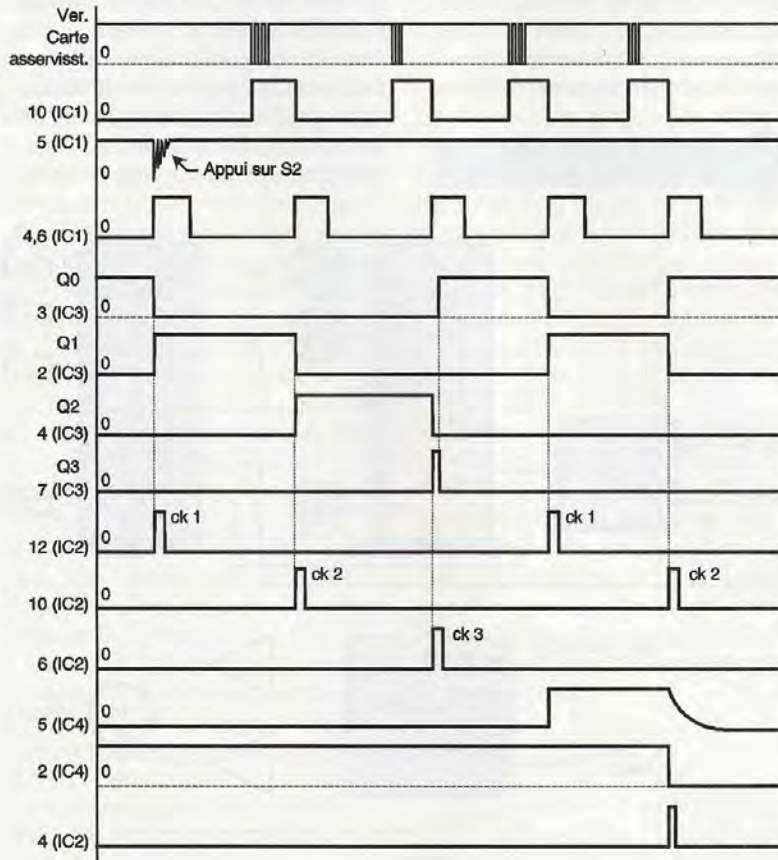 Ver.
Carte
asservisst.
0
10 (IC1)
0
5 (IC1)
0
Appui sur S2
4,6 (IC1)
0
Q0
0
3 (IC3)
Q1
0
2 (IC3)
Q2
0
4 (IC3)
Q3
0
7 (IC3)
ck 1
ck 1
12 (IC2)
0
ck 2
ck 2
10 (IC2)
0
ck 3
6 (IC2)
0
5 (IC4)
0
2 (IC4)
0
4 (IC2)